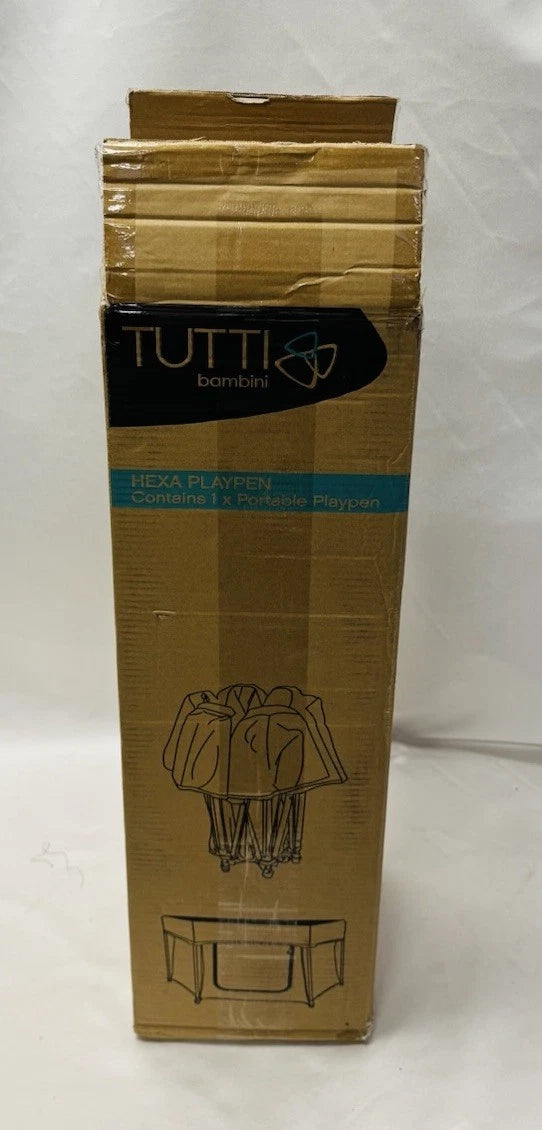 TUTTI
bambini
HEXA PLAYPEN
Contains 1 x Portable Playpen